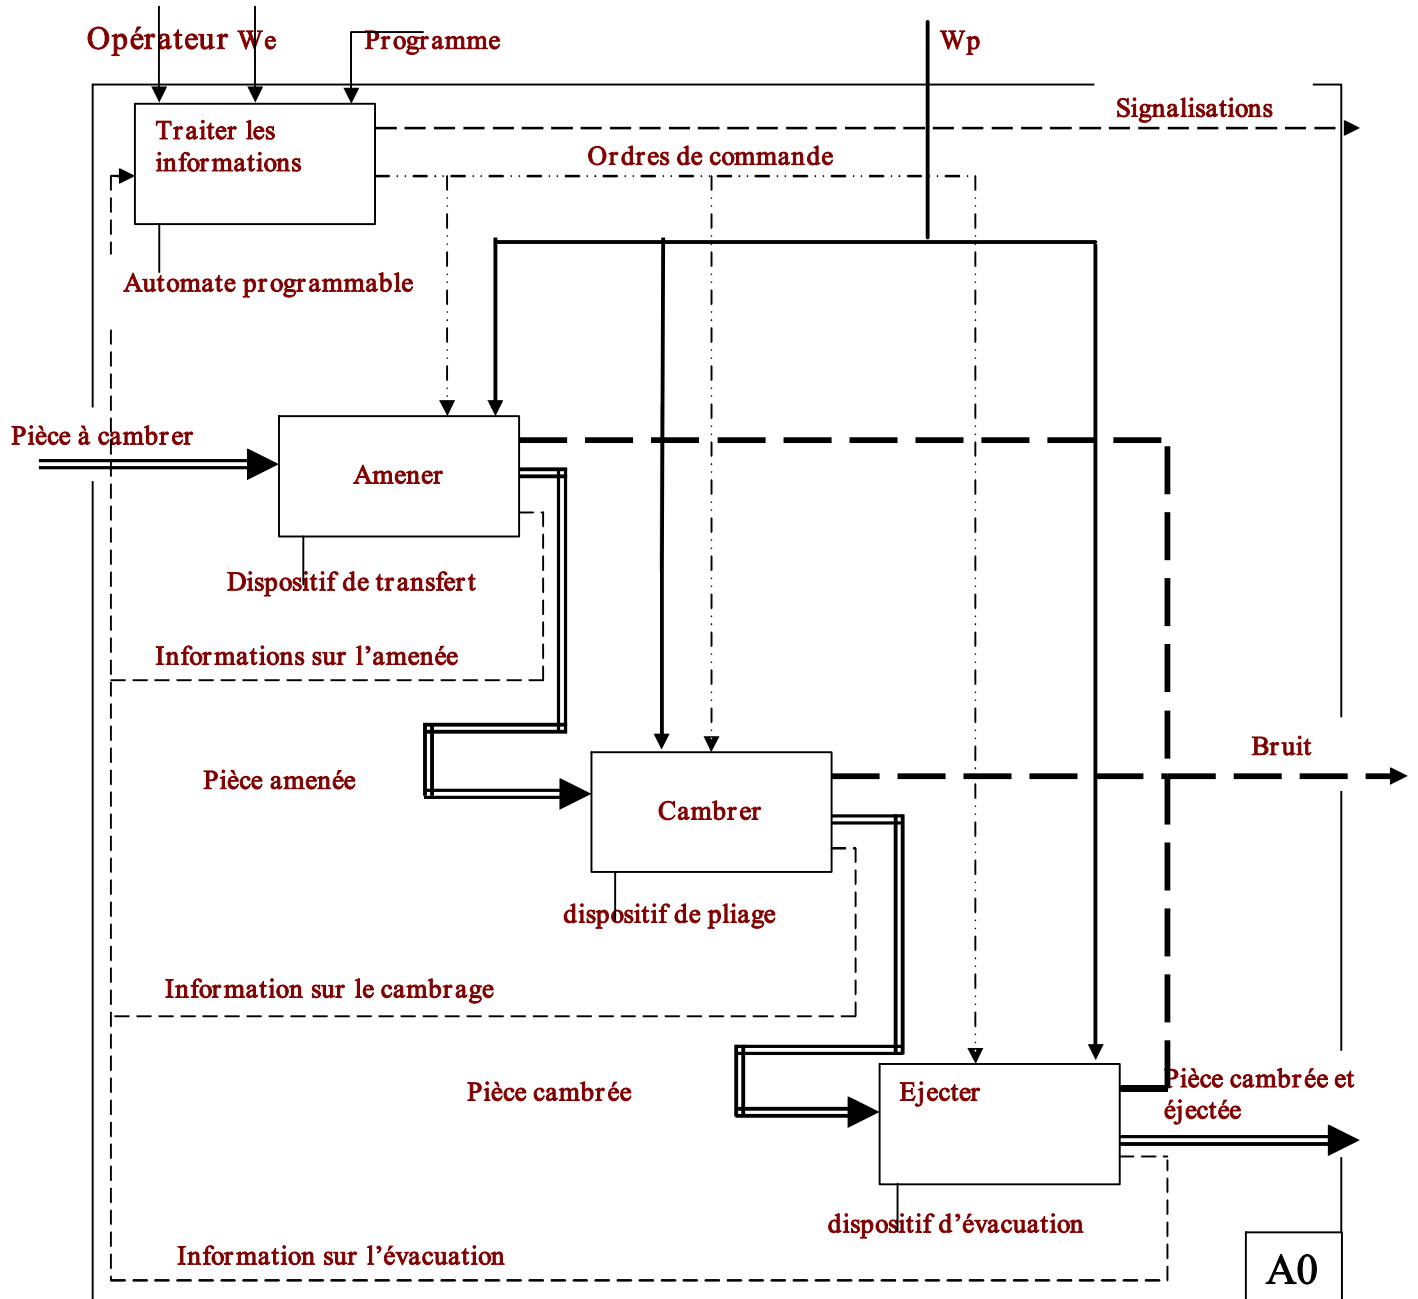 Opérateur We
Programme
Wp
Signalisations
Traiter les
informations
Ordres de commande
Automate programmable
Pièce à cambrer
Amener
Dispositif de transfert
Informations sur l’amenée
Bruit
Pièce amenée
Cambrer
dispositif de pliage
Information sur le cambrage
Pièce cambrée
Ejecter
Pièce cambrée et
éjectée
dispositif d’évacuation
Information sur l’évacuation
A0